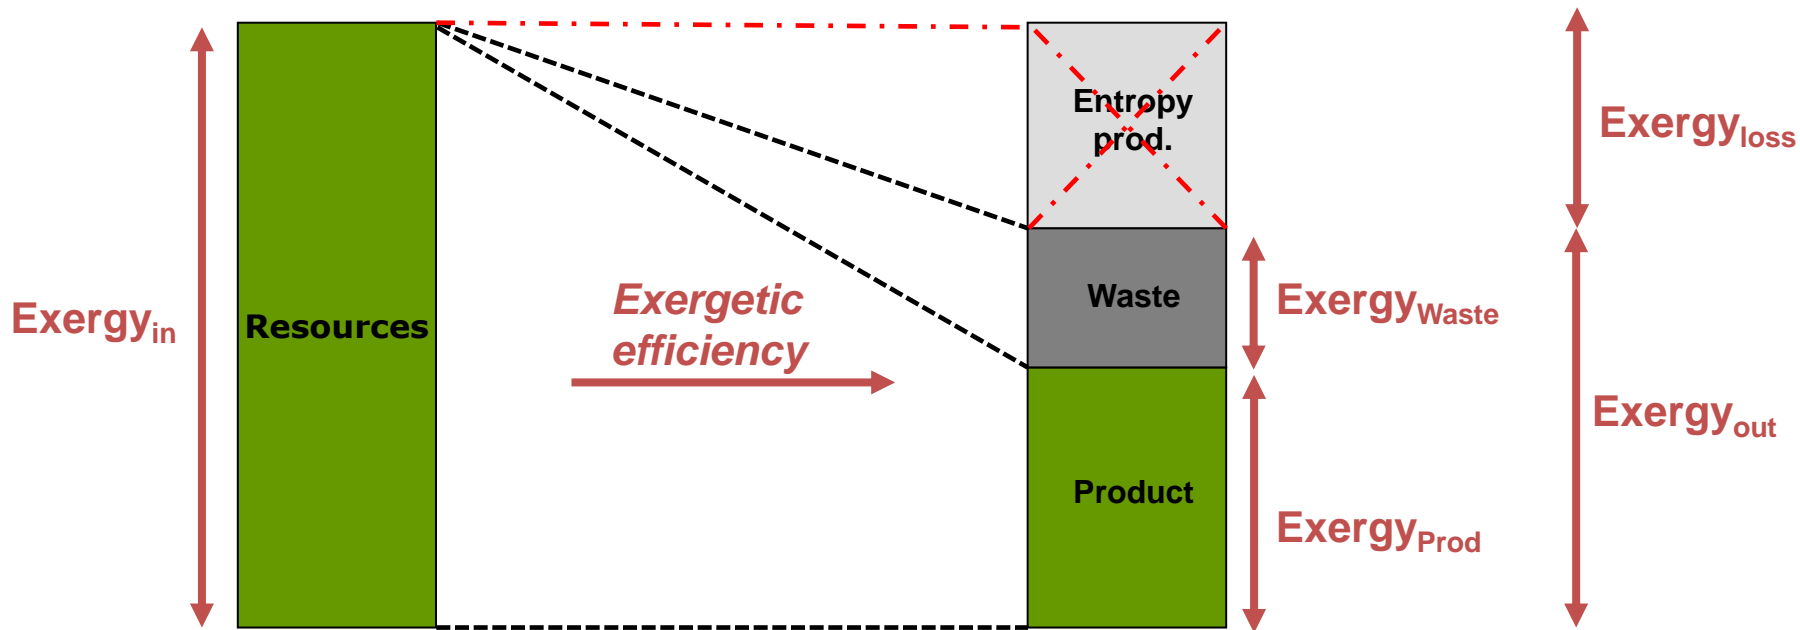 Exergyin
Resources
Exergetic
efficiency
Entropy
prod.
Waste
Product
ExergyWaste
ExergyProd
Exergyloss
Exergyout